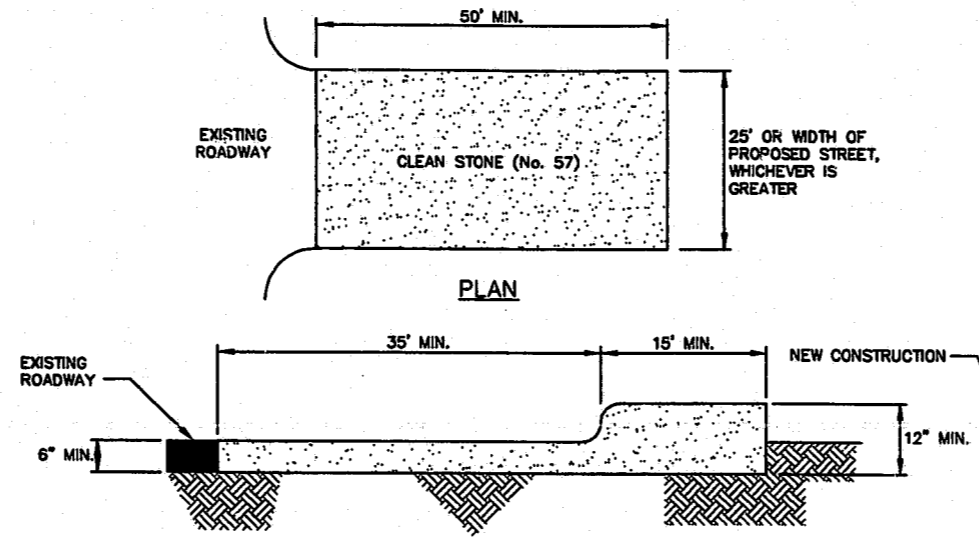 50' MIN.
EXISTING
ROADWAY
CLEAN STONE (No. 57)
25' OR WIDTH OF
PROPOSED STREET,
WHICHEVER IS
GREATER
PLAN
EXISTING
ROADWAY
35' MIN.
15' MIN.
NEW CONSTRUCTION
6" MIN.
12" MIN.